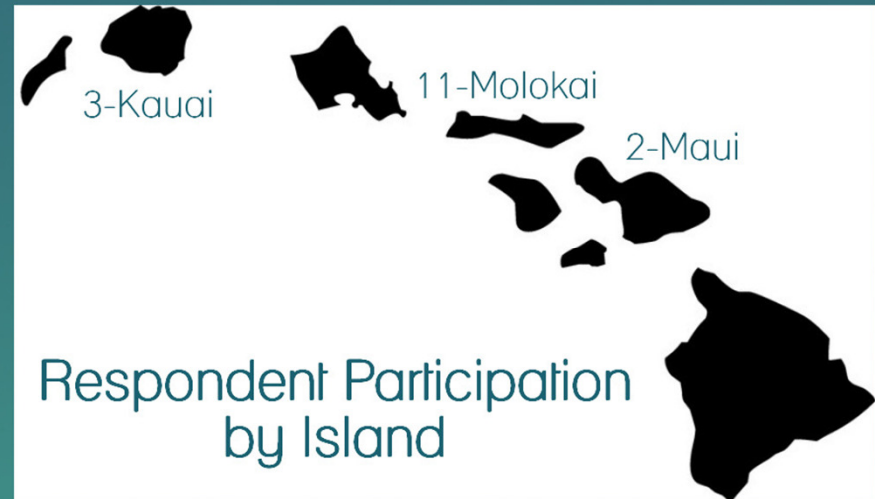 3-Kauai
11-Molokai
2-Maui
Respondent Participation
by Island